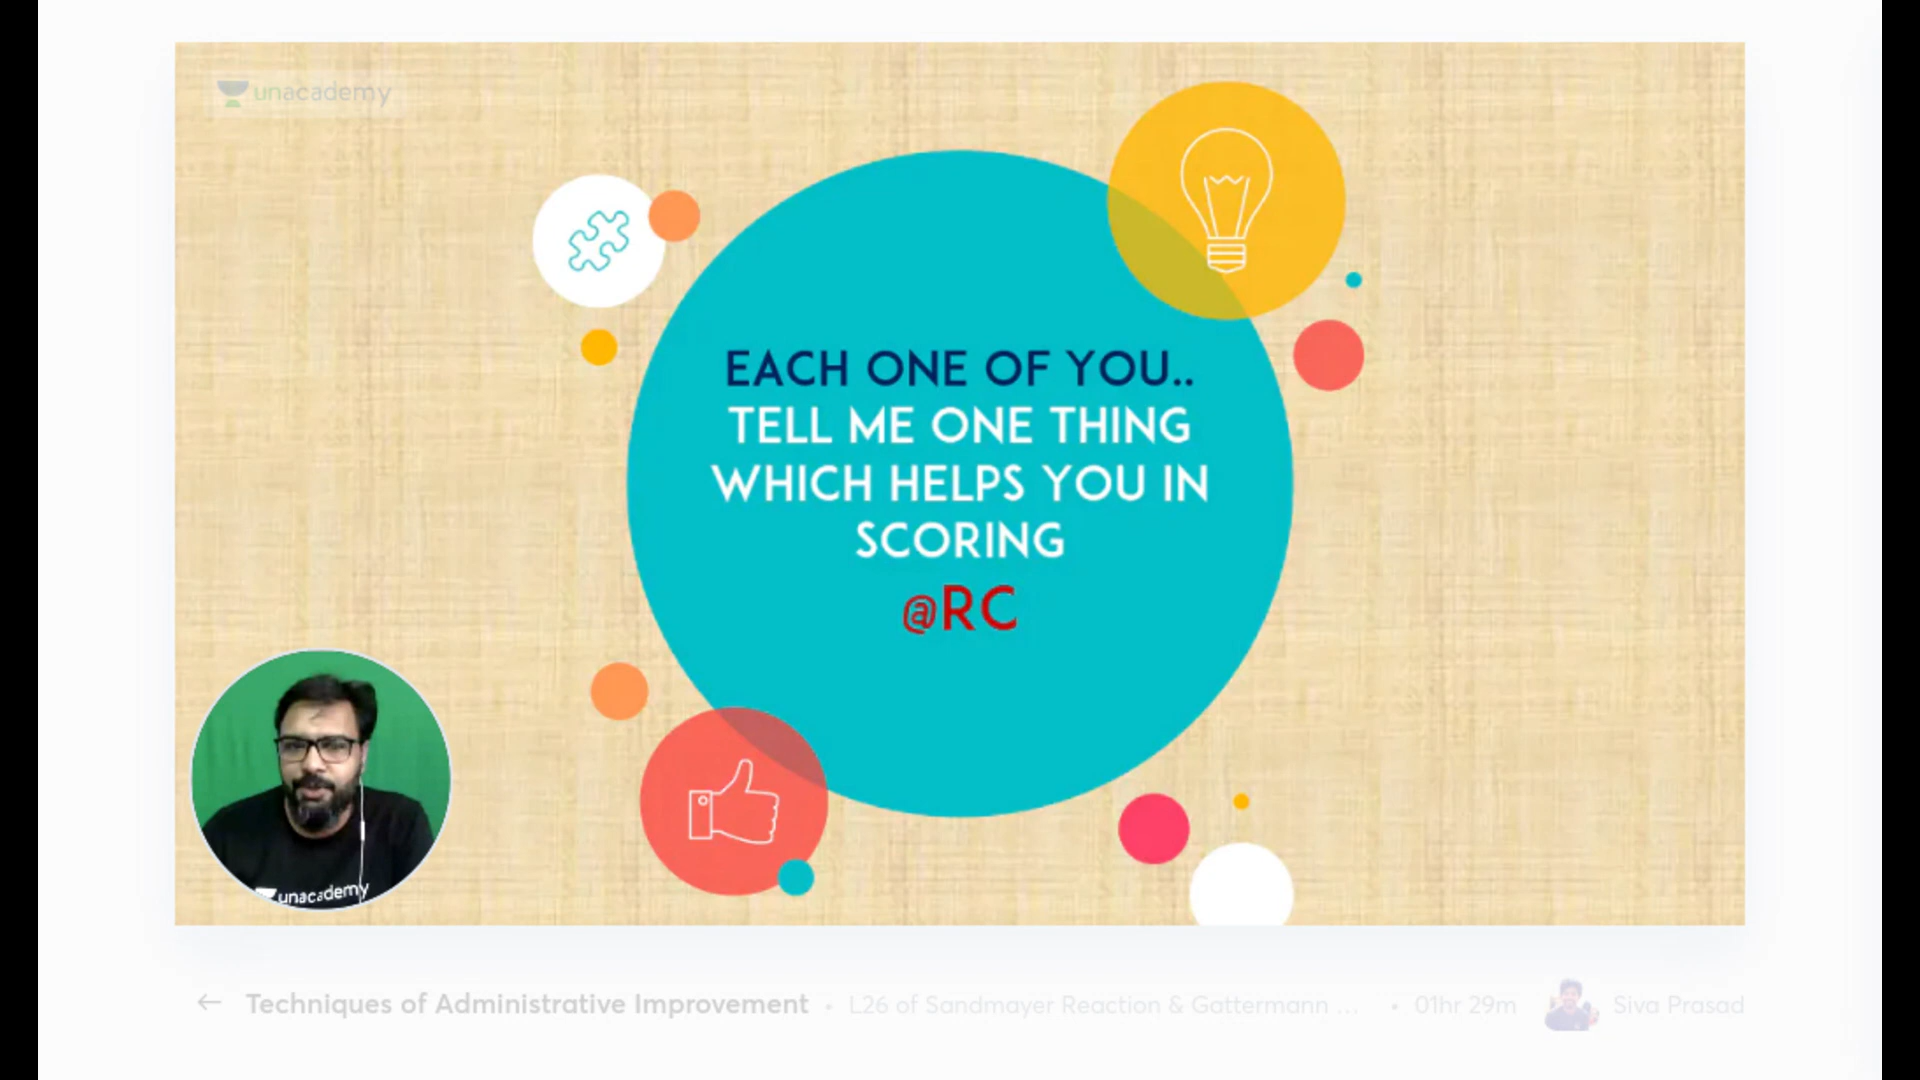 unacademy
EACH ONE OF YOU..
TELL ME ONE THING
WHICH HELPS YOU IN
SCORING
@RC
unacademy
Techniques of Administrative Improvement • L26 of Sandmayer Reaction & Gattermann ... • 01hr 29m Siva Prasad